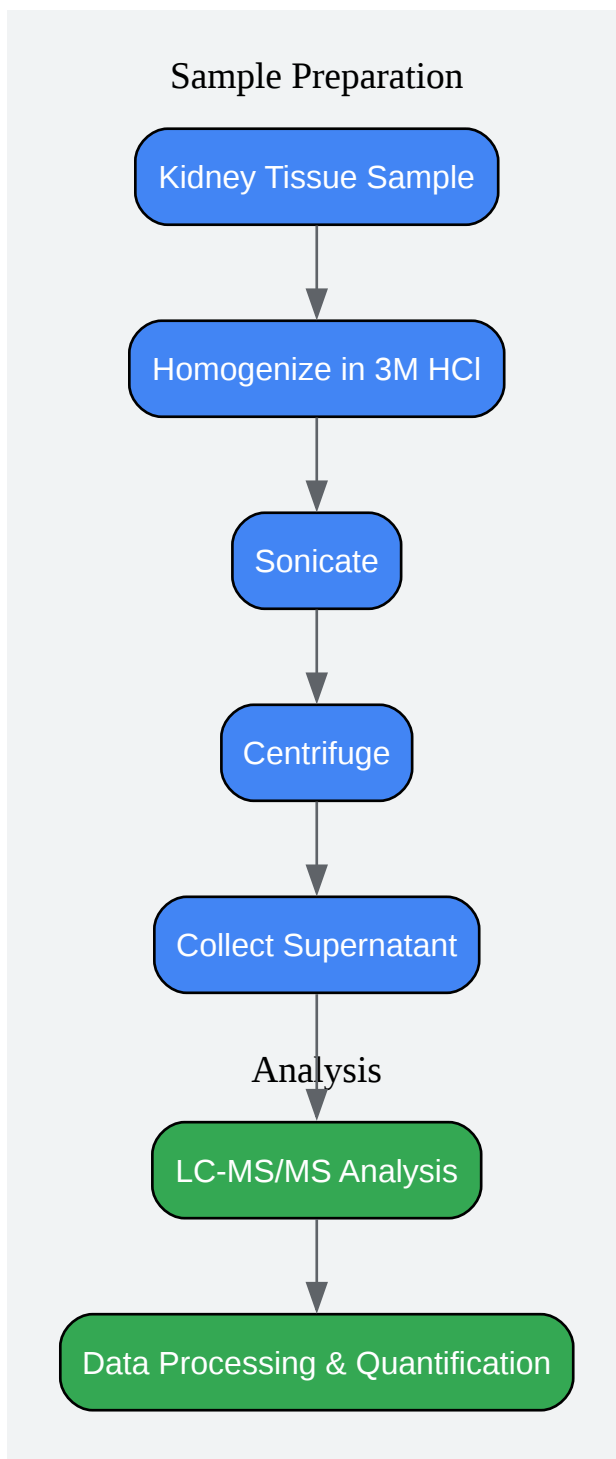 Sample Preparation
Kidney Tissue Sample
Homogenize in 3M HCl
Sonicate
Centrifuge
Collect Supernatant
Analysis
LC-MS/MS Analysis
Data Processing & Quantification